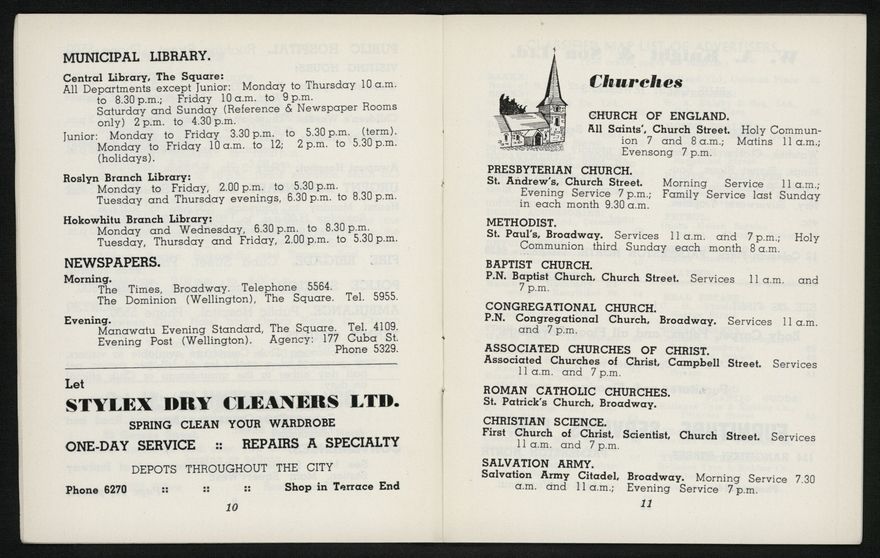 MUNICIPAL LIBRARY.
Central Library, The Square:
All Departments except Junior: Monday to Thursday 10 a.m.
to 8.30 p.m.; Friday 10 a.m. to 9 p.m.
Saturday and Sunday (Reference & Newspaper Rooms
only) 2 p.m. to 4.30 p.m.
Junior: Monday to Friday 3.30 p.m. to 5.30 p.m. (term).
Monday to Friday 10 a.m. to 12; 2 p.m. to 5.30 p.m.
(holidays).
Roslyn Branch Library:
Monday to Friday, 2.00 p.m. to 5.30 p.m.
Tuesday and Thursday evenings, 6.30 p.m. to 8.30 p.m.
Hokowhitu Branch Library:
Monday and Wednesday, 6.30 p.m. to 8.30 p.m.
Tuesday, Thursday and Friday, 2.00 p.m. to 5.30 p.m.
NEWSPAPERS.
Morning.
The Times, Broadway. Telephone 5564.
The Dominion (Wellington), The Square. Tel. 5955.
Evening.
Manawatu Evening Standard, The Square. Tel. 4109.
Evening Post (Wellington). Agency: 177 Cuba St.
Phone 5329.
Let
STYLEX DRY CLEANERS LTD.
SPRING CLEAN YOUR WARDROBE
ONE-DAY SERVICE :: REPAIRS A SPECIALTY
DEPOTS THROUGHOUT THE CITY
Phone 6270 :: :: :: Shop in Terrace End
10
Churches
CHURCH OF ENGLAND.
All Saints', Church Street. Holy Commun-
ion 7 and 8 a.m.; Matins 11 a.m.;
Evensong 7 p.m.
PRESBYTERIAN CHURCH.
St. Andrew's, Church Street. Morning Service 11 a.m.;
Evening Service 7 p.m.; Family Service last Sunday
in each month 9.30 a.m.
METHODIST.
St. Paul's, Broadway. Services 11 a.m. and 7 p.m.; Holy
Communion third Sunday each month 8 a.m.
BAPTIST CHURCH.
P.N. Baptist Church, Church Street. Services 11 a.m. and
7 p.m.
CONGREGATIONAL CHURCH.
P.N. Congregational Church, Broadway. Services 11 a.m.
and 7 p.m.
ASSOCIATED CHURCHES OF CHRIST.
Associated Churches of Christ, Campbell Street. Services
11 a.m. and 7 p.m.
ROMAN CATHOLIC CHURCHES.
St. Patrick's Church, Broadway.
CHRISTIAN SCIENCE.
First Church of Christ, Scientist, Church Street. Services
11 a.m. and 7 p.m.
SALVATION ARMY.
Salvation Army Citadel, Broadway. Morning Service 7.30
a.m. and 11 a.m.; Evening Service 7 p.m.
11